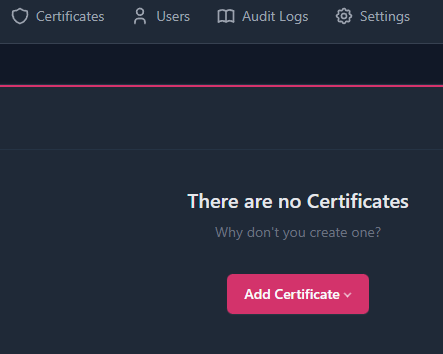 Certificates Users Audit Logs Settings
There are no Certificates
Why don't you create one?
Add Certificate